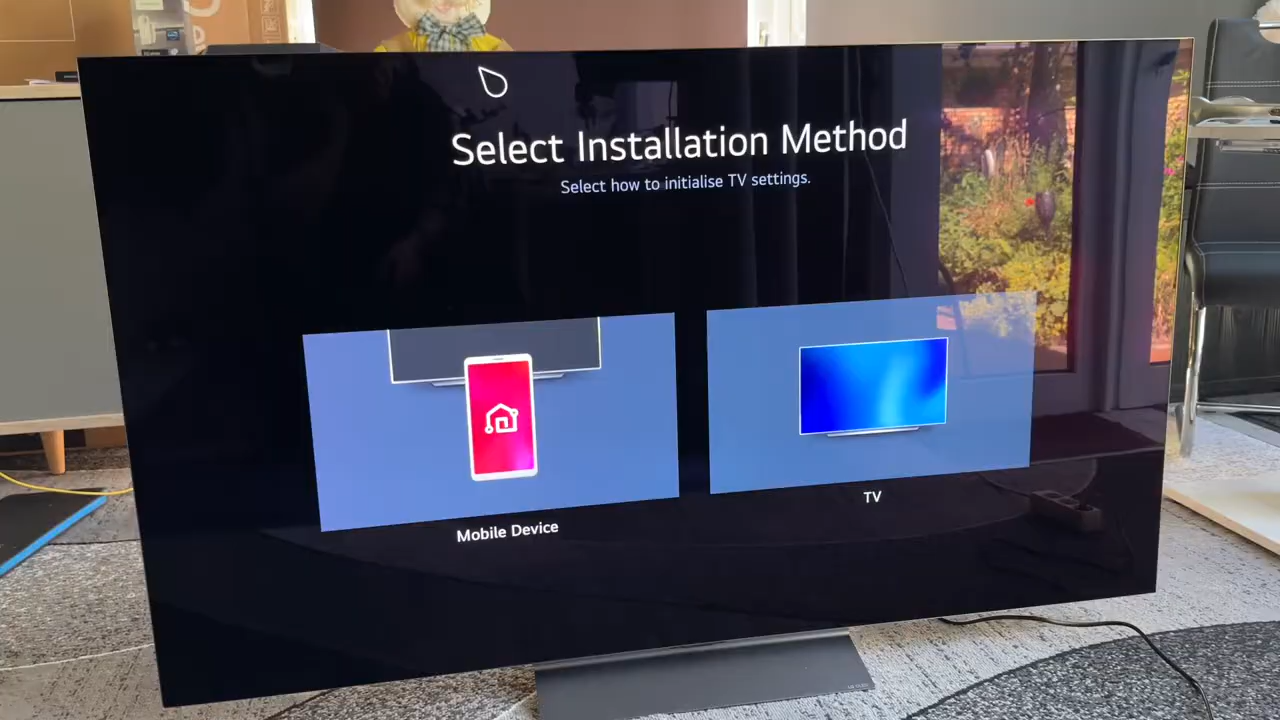 Select Installation Method
Select how to initialise TV settings.
Mobile Device
TV